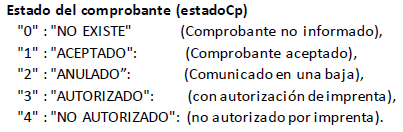 Estado del comprobante (estadoCp)
"0" : "NO EXISTE" (Comprobante no informado),
"1" : "ACEPTADO": (Comprobante aceptado),
"2" : "ANULADO”: (Comunicado en una baja),
"3" : "AUTORIZADO": (con autorización de imprenta),
"4" : "NO AUTORIZADO": (no autorizado por imprenta).